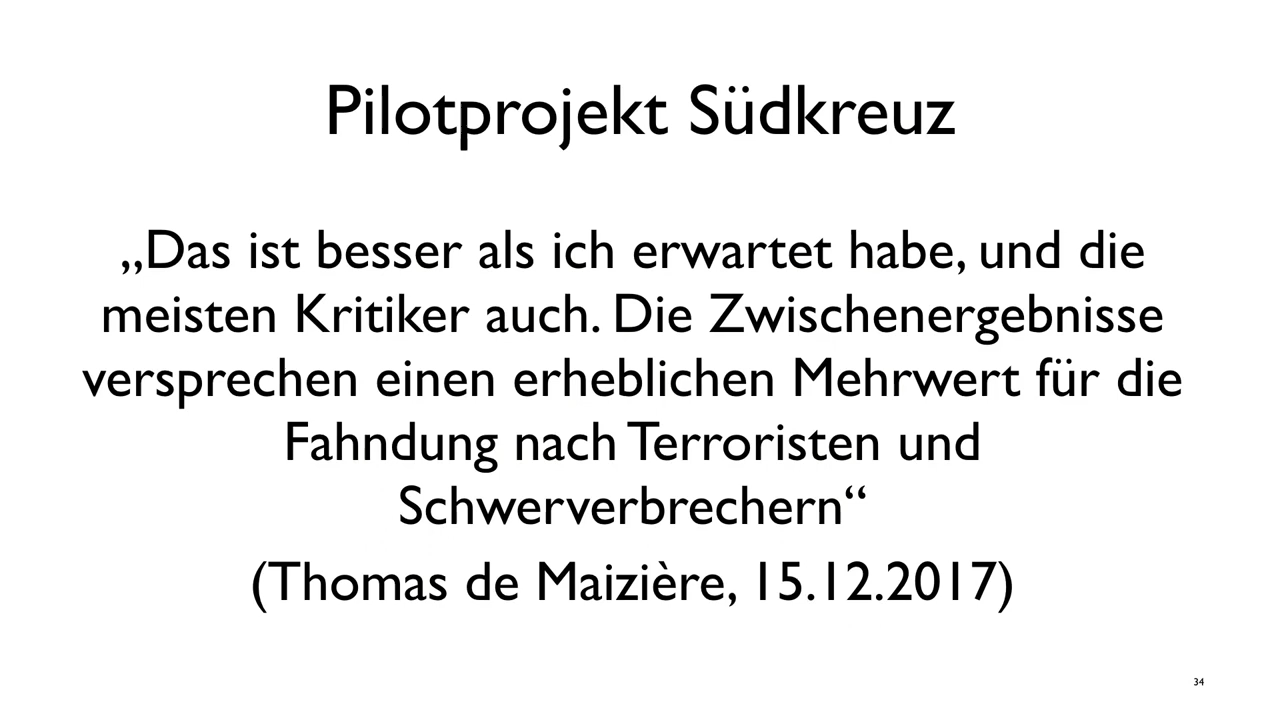 Pilotprojekt Südkreuz
„Das ist besser als ich erwartet habe, und die
meisten Kritiker auch. Die Zwischenergebnisse
versprechen einen erheblichen Mehrwert für die
Fahndung nach Terroristen und
Schwerverbrechern“
(Thomas de Maizière, 15.12.2017)
34